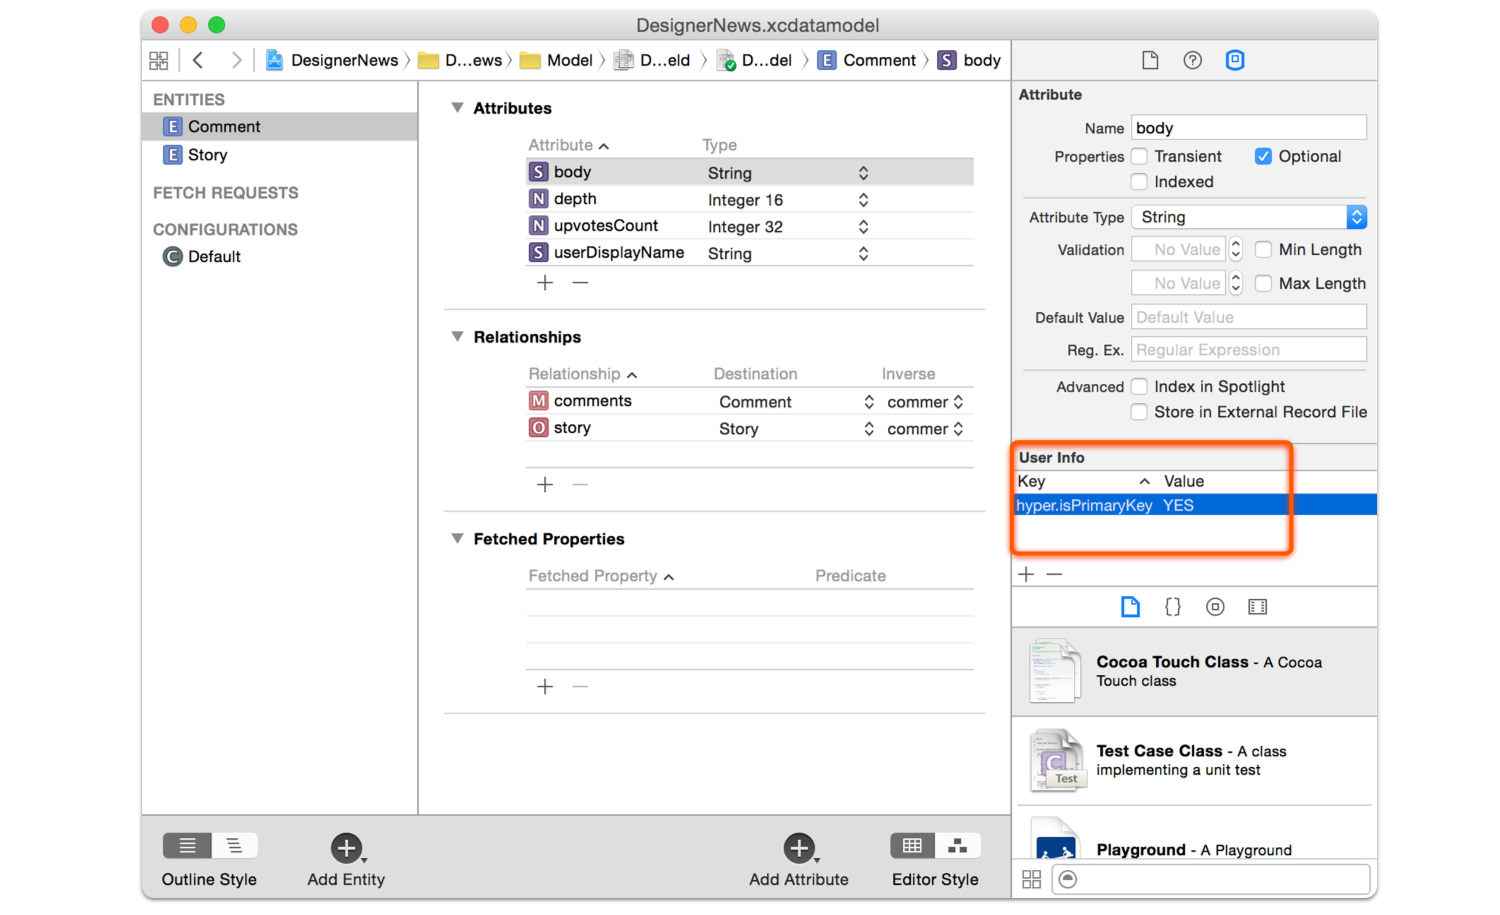 DesignerNews.xcdatamodel
DesignerNews D...ews Model D...eld D...del E Comment S body
ENTITIES
E Comment
E Story
FETCH REQUESTS
CONFIGURATIONS
C Default
Attributes
Attribute Type
S body String
N depth Integer 16
N upvotesCount Integer 32
S userDisplayName String
Relationships
Relationship Destination Inverse
M comments Comment commer
O story Story commer
Fetched Properties
Fetched Property Predicate
Outline Style
Add Entity
Add Attribute
Editor Style
Attribute
Name body
Properties Transient Optional
Indexed
Attribute Type String
Validation No Value Min Length
No Value Max Length
Default Value Default Value
Reg. Ex. Regular Expression
Advanced Index in Spotlight
Store in External Record File
User Info
Key Value
hyper.isPrimaryKey YES
{}
Cocoa Touch Class - A Cocoa
Touch class
C
Test
Test Case Class - A class
implementing a unit test
Playground - A Playground